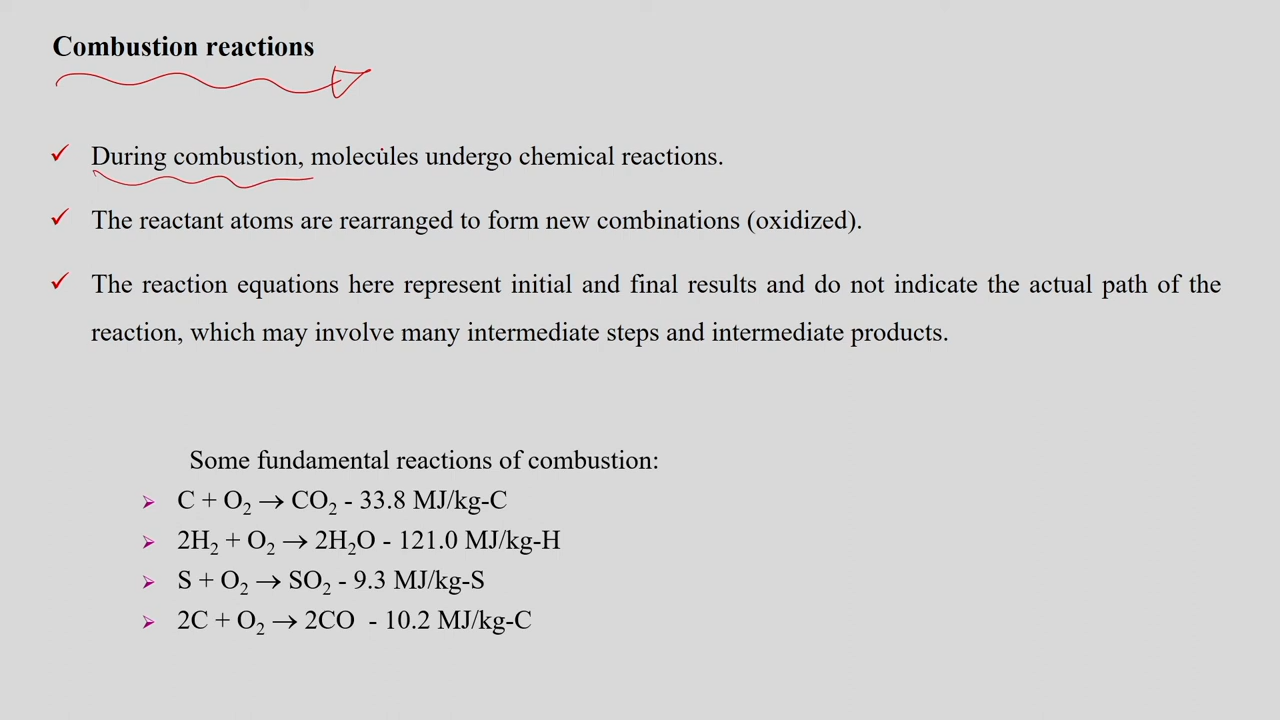 Combustion reactions
✓ During combustion, molecules undergo chemical reactions.
✓ The reactant atoms are rearranged to form new combinations (oxidized).
✓ The reaction equations here represent initial and final results and do not indicate the actual path of the
reaction, which may involve many intermediate steps and intermediate products.
Some fundamental reactions of combustion:
➢ C + O₂ → CO₂ - 33.8 MJ/kg-C
➢ 2H₂ + O₂ → 2H₂O - 121.0 MJ/kg-H
➢ S + O₂ → SO₂ - 9.3 MJ/kg-S
➢ 2C + O₂ → 2CO - 10.2 MJ/kg-C